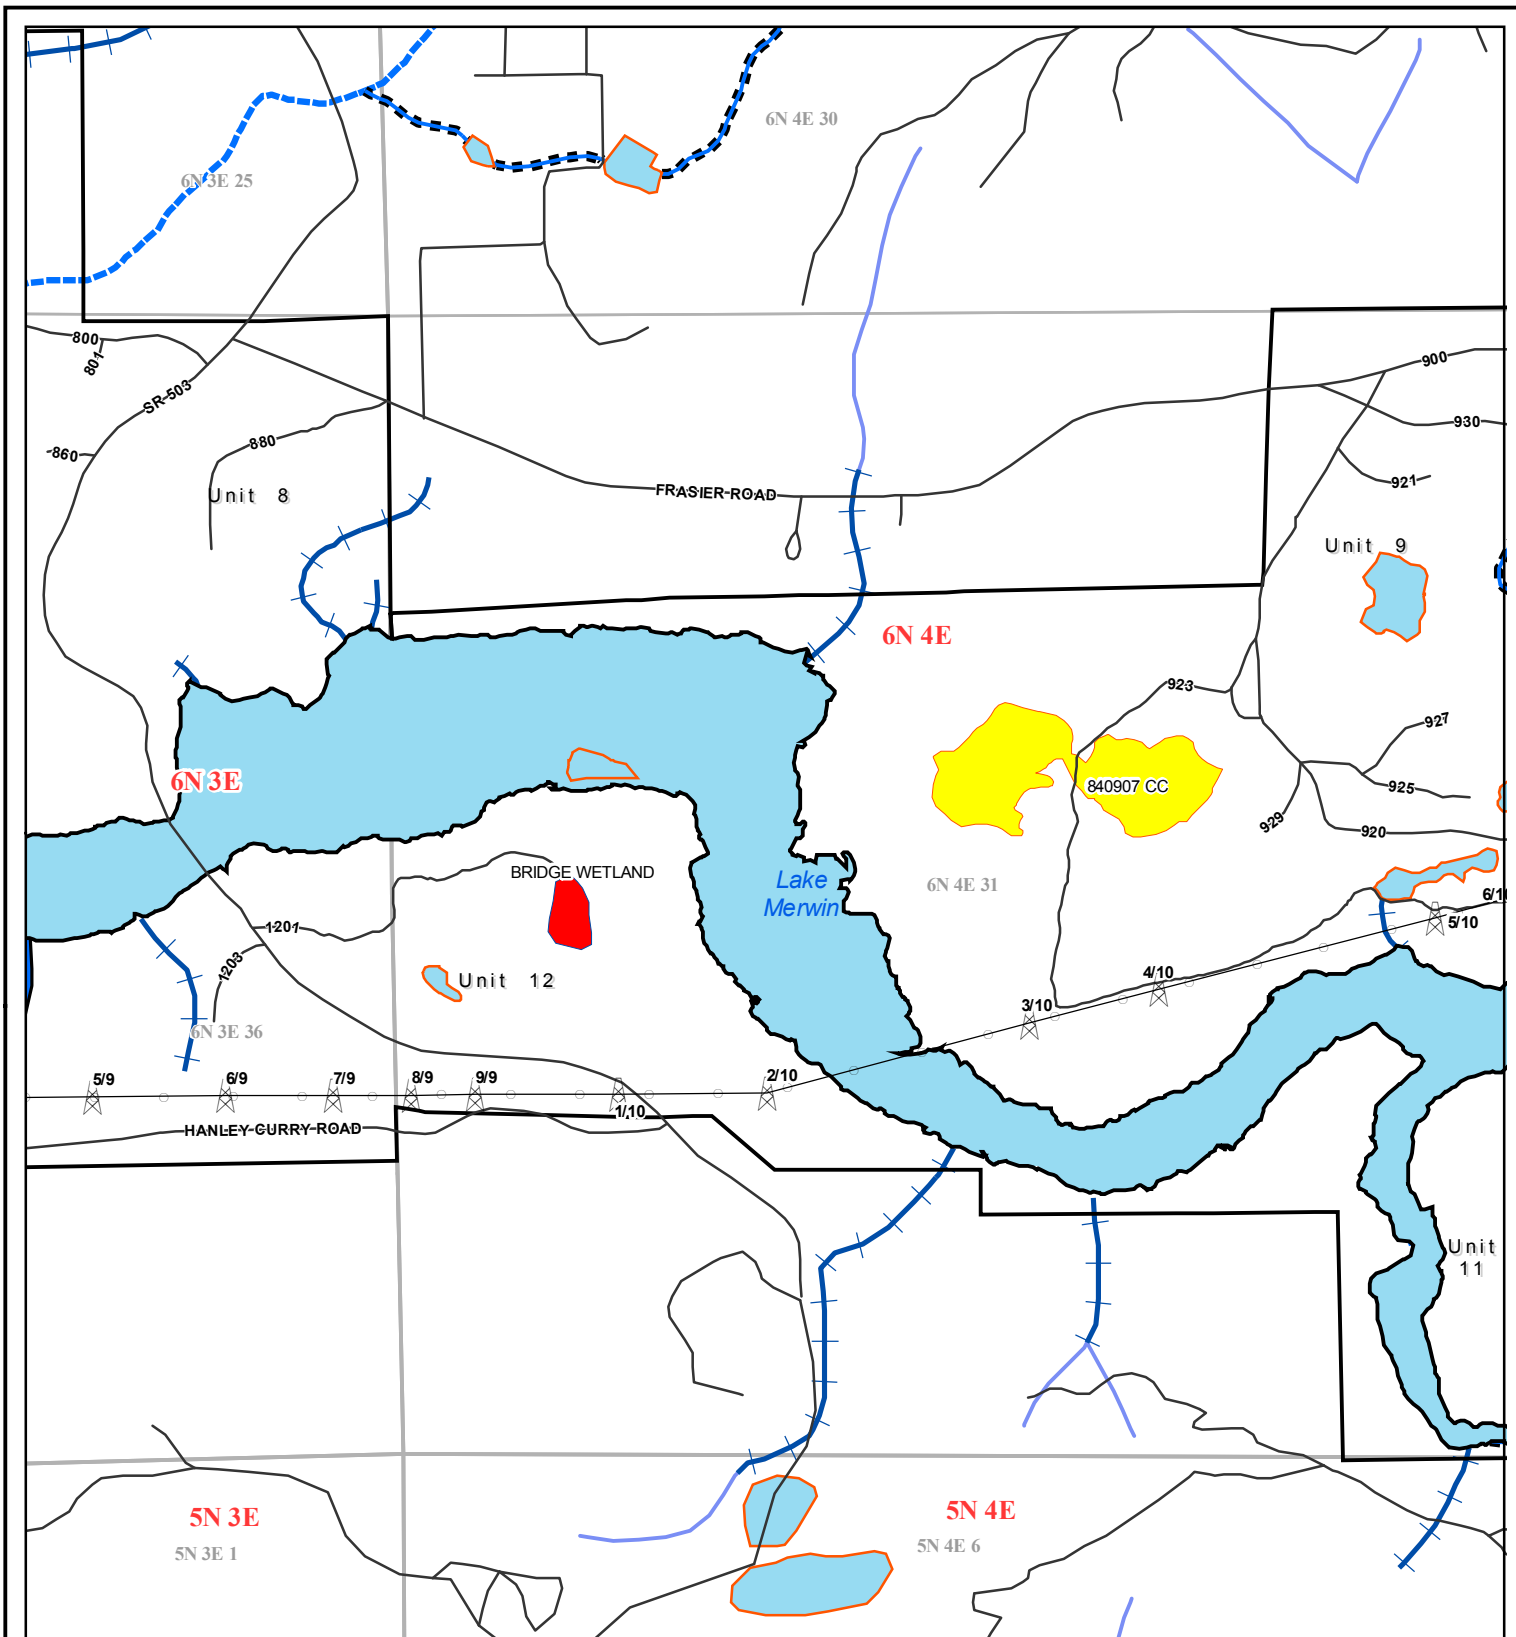 6N 4E 30
6N 3E 25
800
801
SR-503
900
930
860
880
921
Unit 8
FRASIER ROAD
Unit 9
6N 4E
923
927
6N 3E
840907 CC
925
929
920
BRIDGE WETLAND
Lake
Merwin
6N 4E 31
6/10
5/10
1201
1203
Unit 12
4/10
3/10
6N 3E 36
5/9
6/9
7/9
8/9
9/9
2/10
1/10
HANLEY CURRY ROAD
Unit
11
5N 3E
5N 4E
5N 3E 1
5N 4E 6